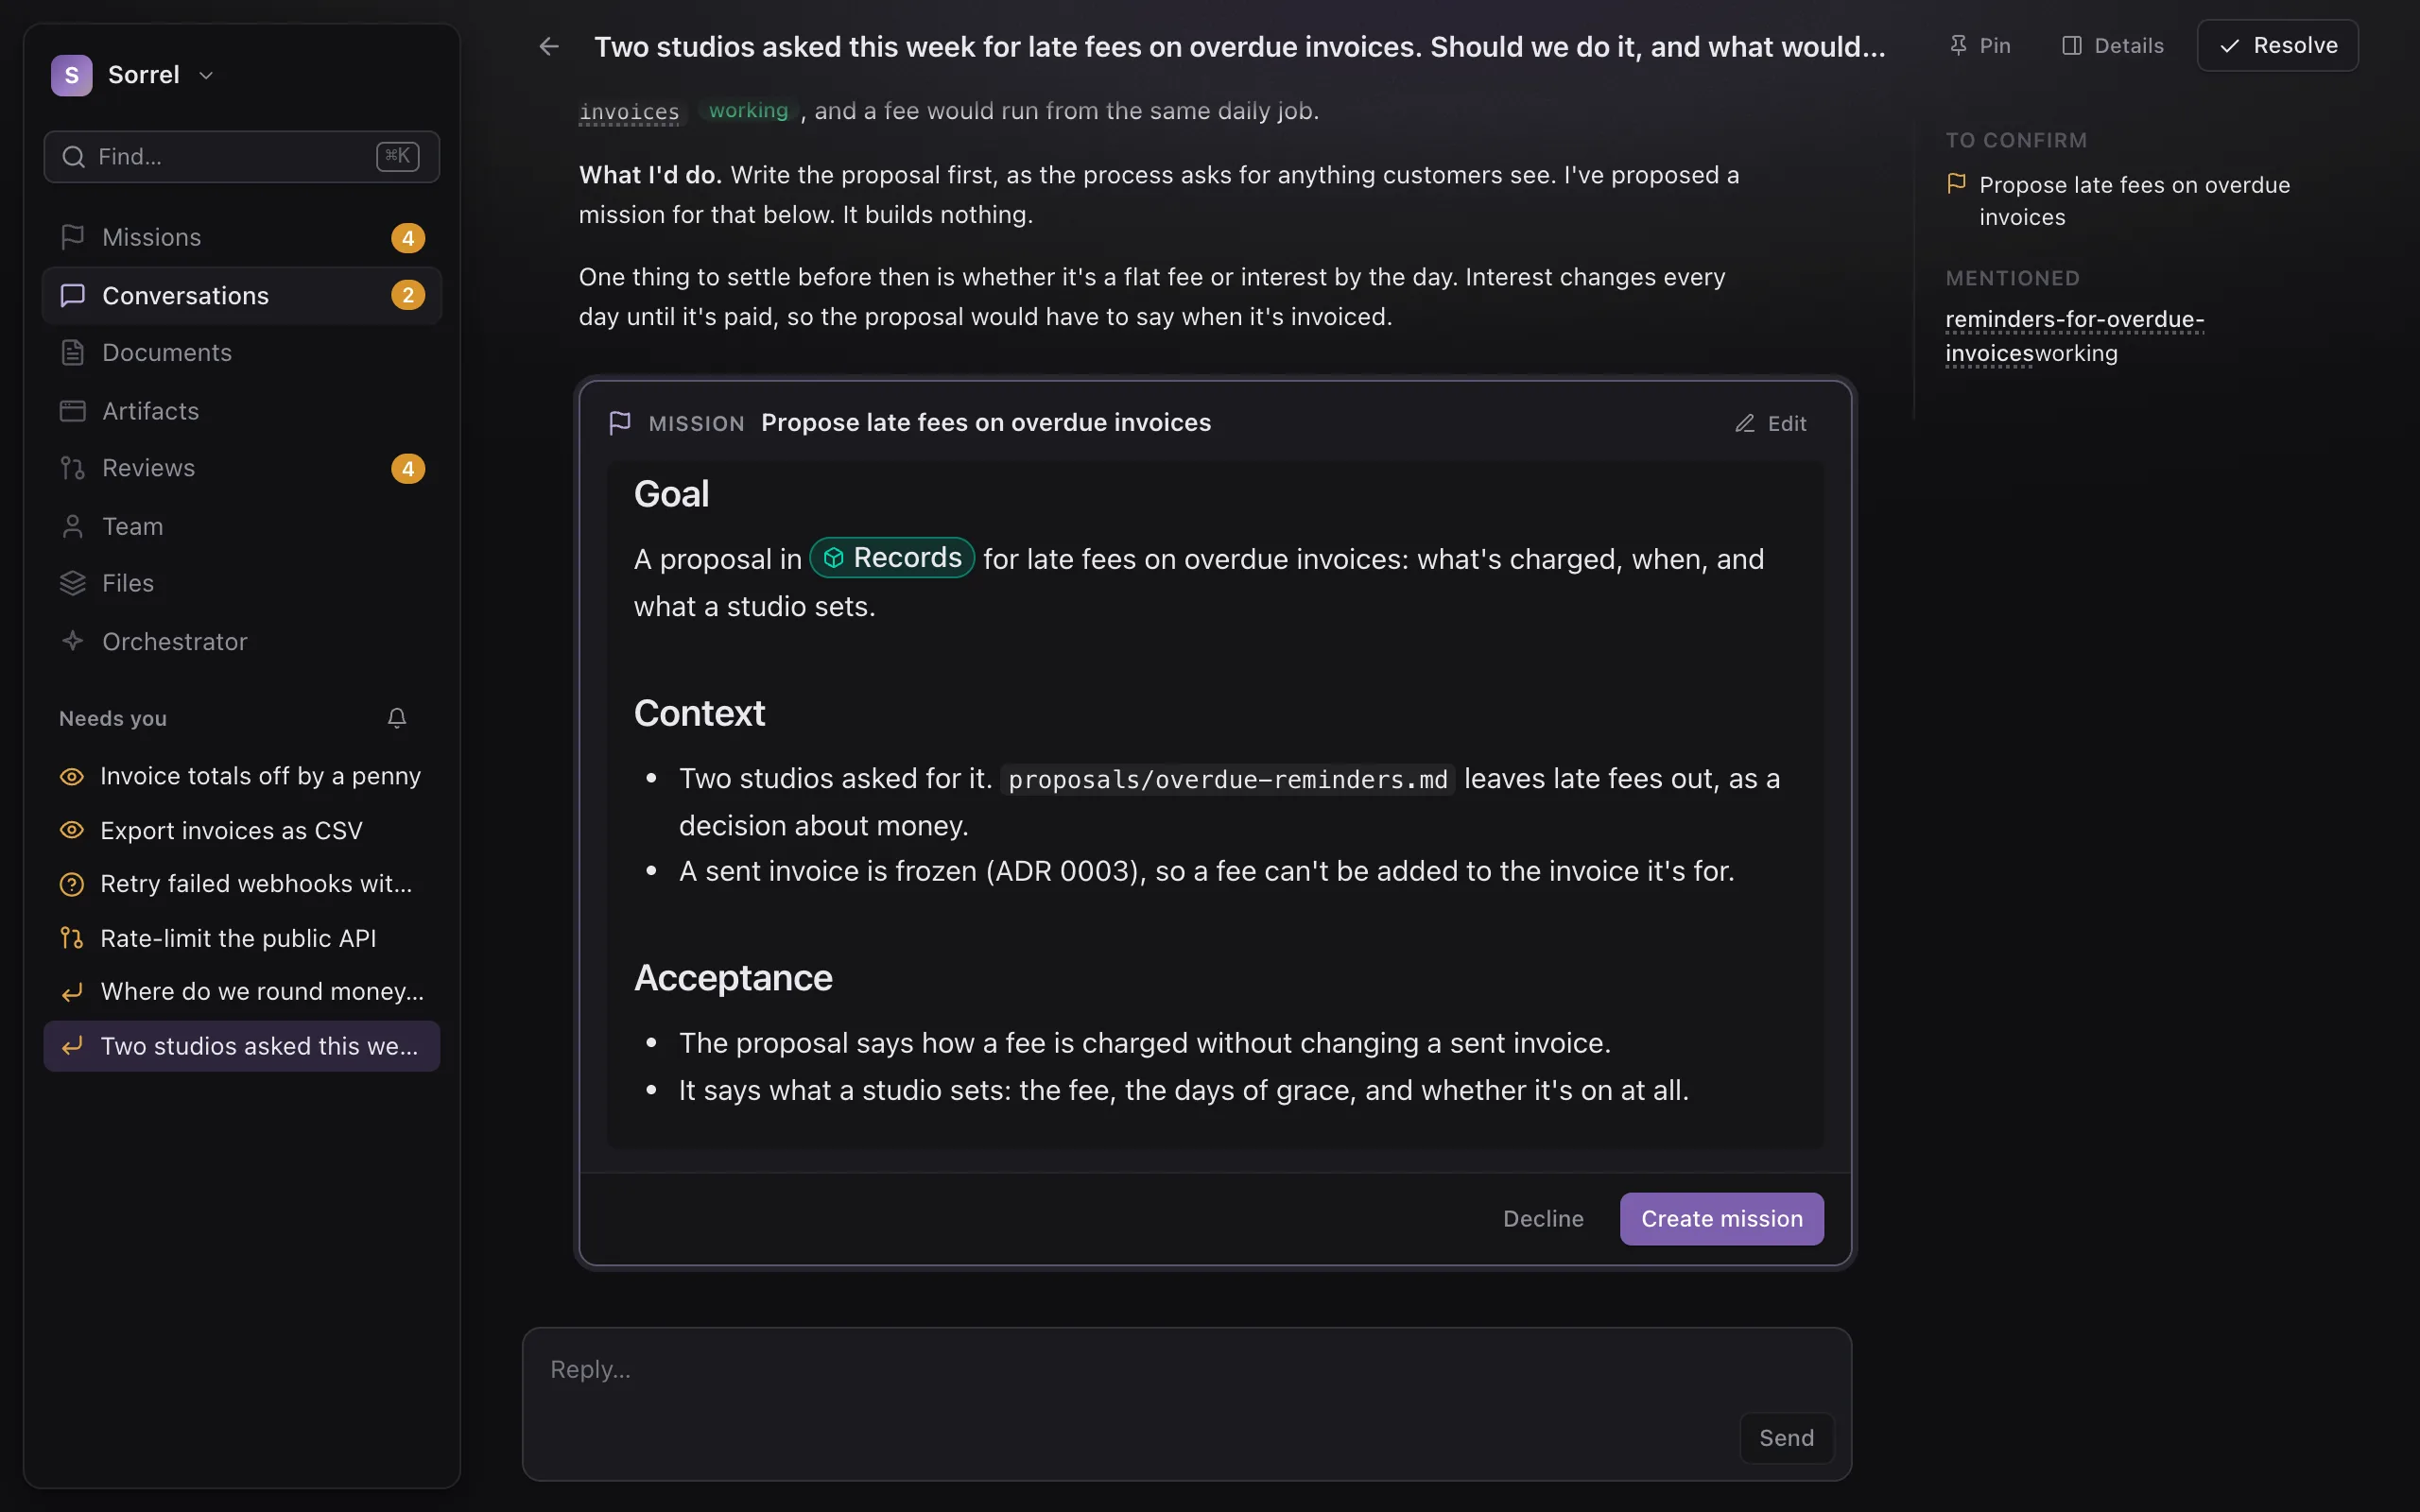 S Sorrel
Find... ⌘K
Missions 4
Conversations 2
Documents
Artifacts
Reviews 4
Team
Files
Orchestrator
Needs you
Invoice totals off by a penny
Export invoices as CSV
Retry failed webhooks wit...
Rate-limit the public API
Where do we round money...
Two studios asked this we...
Two studios asked this week for late fees on overdue invoices. Should we do it, and what would...
Pin
Details
Resolve
invoices working , and a fee would run from the same daily job.
What I'd do. Write the proposal first, as the process asks for anything customers see. I've proposed a
mission for that below. It builds nothing.
One thing to settle before then is whether it's a flat fee or interest by the day. Interest changes every
day until it's paid, so the proposal would have to say when it's invoiced.
MISSION Propose late fees on overdue invoices
Edit
Goal
A proposal in Records for late fees on overdue invoices: what's charged, when, and
what a studio sets.
Context
• Two studios asked for it. proposals/overdue-reminders.md leaves late fees out, as a
decision about money.
• A sent invoice is frozen (ADR 0003), so a fee can't be added to the invoice it's for.
Acceptance
• The proposal says how a fee is charged without changing a sent invoice.
• It says what a studio sets: the fee, the days of grace, and whether it's on at all.
Decline
Create mission
Reply...
Send
TO CONFIRM
Propose late fees on overdue
invoices
MENTIONED
reminders-for-overdue-
invoicesworking